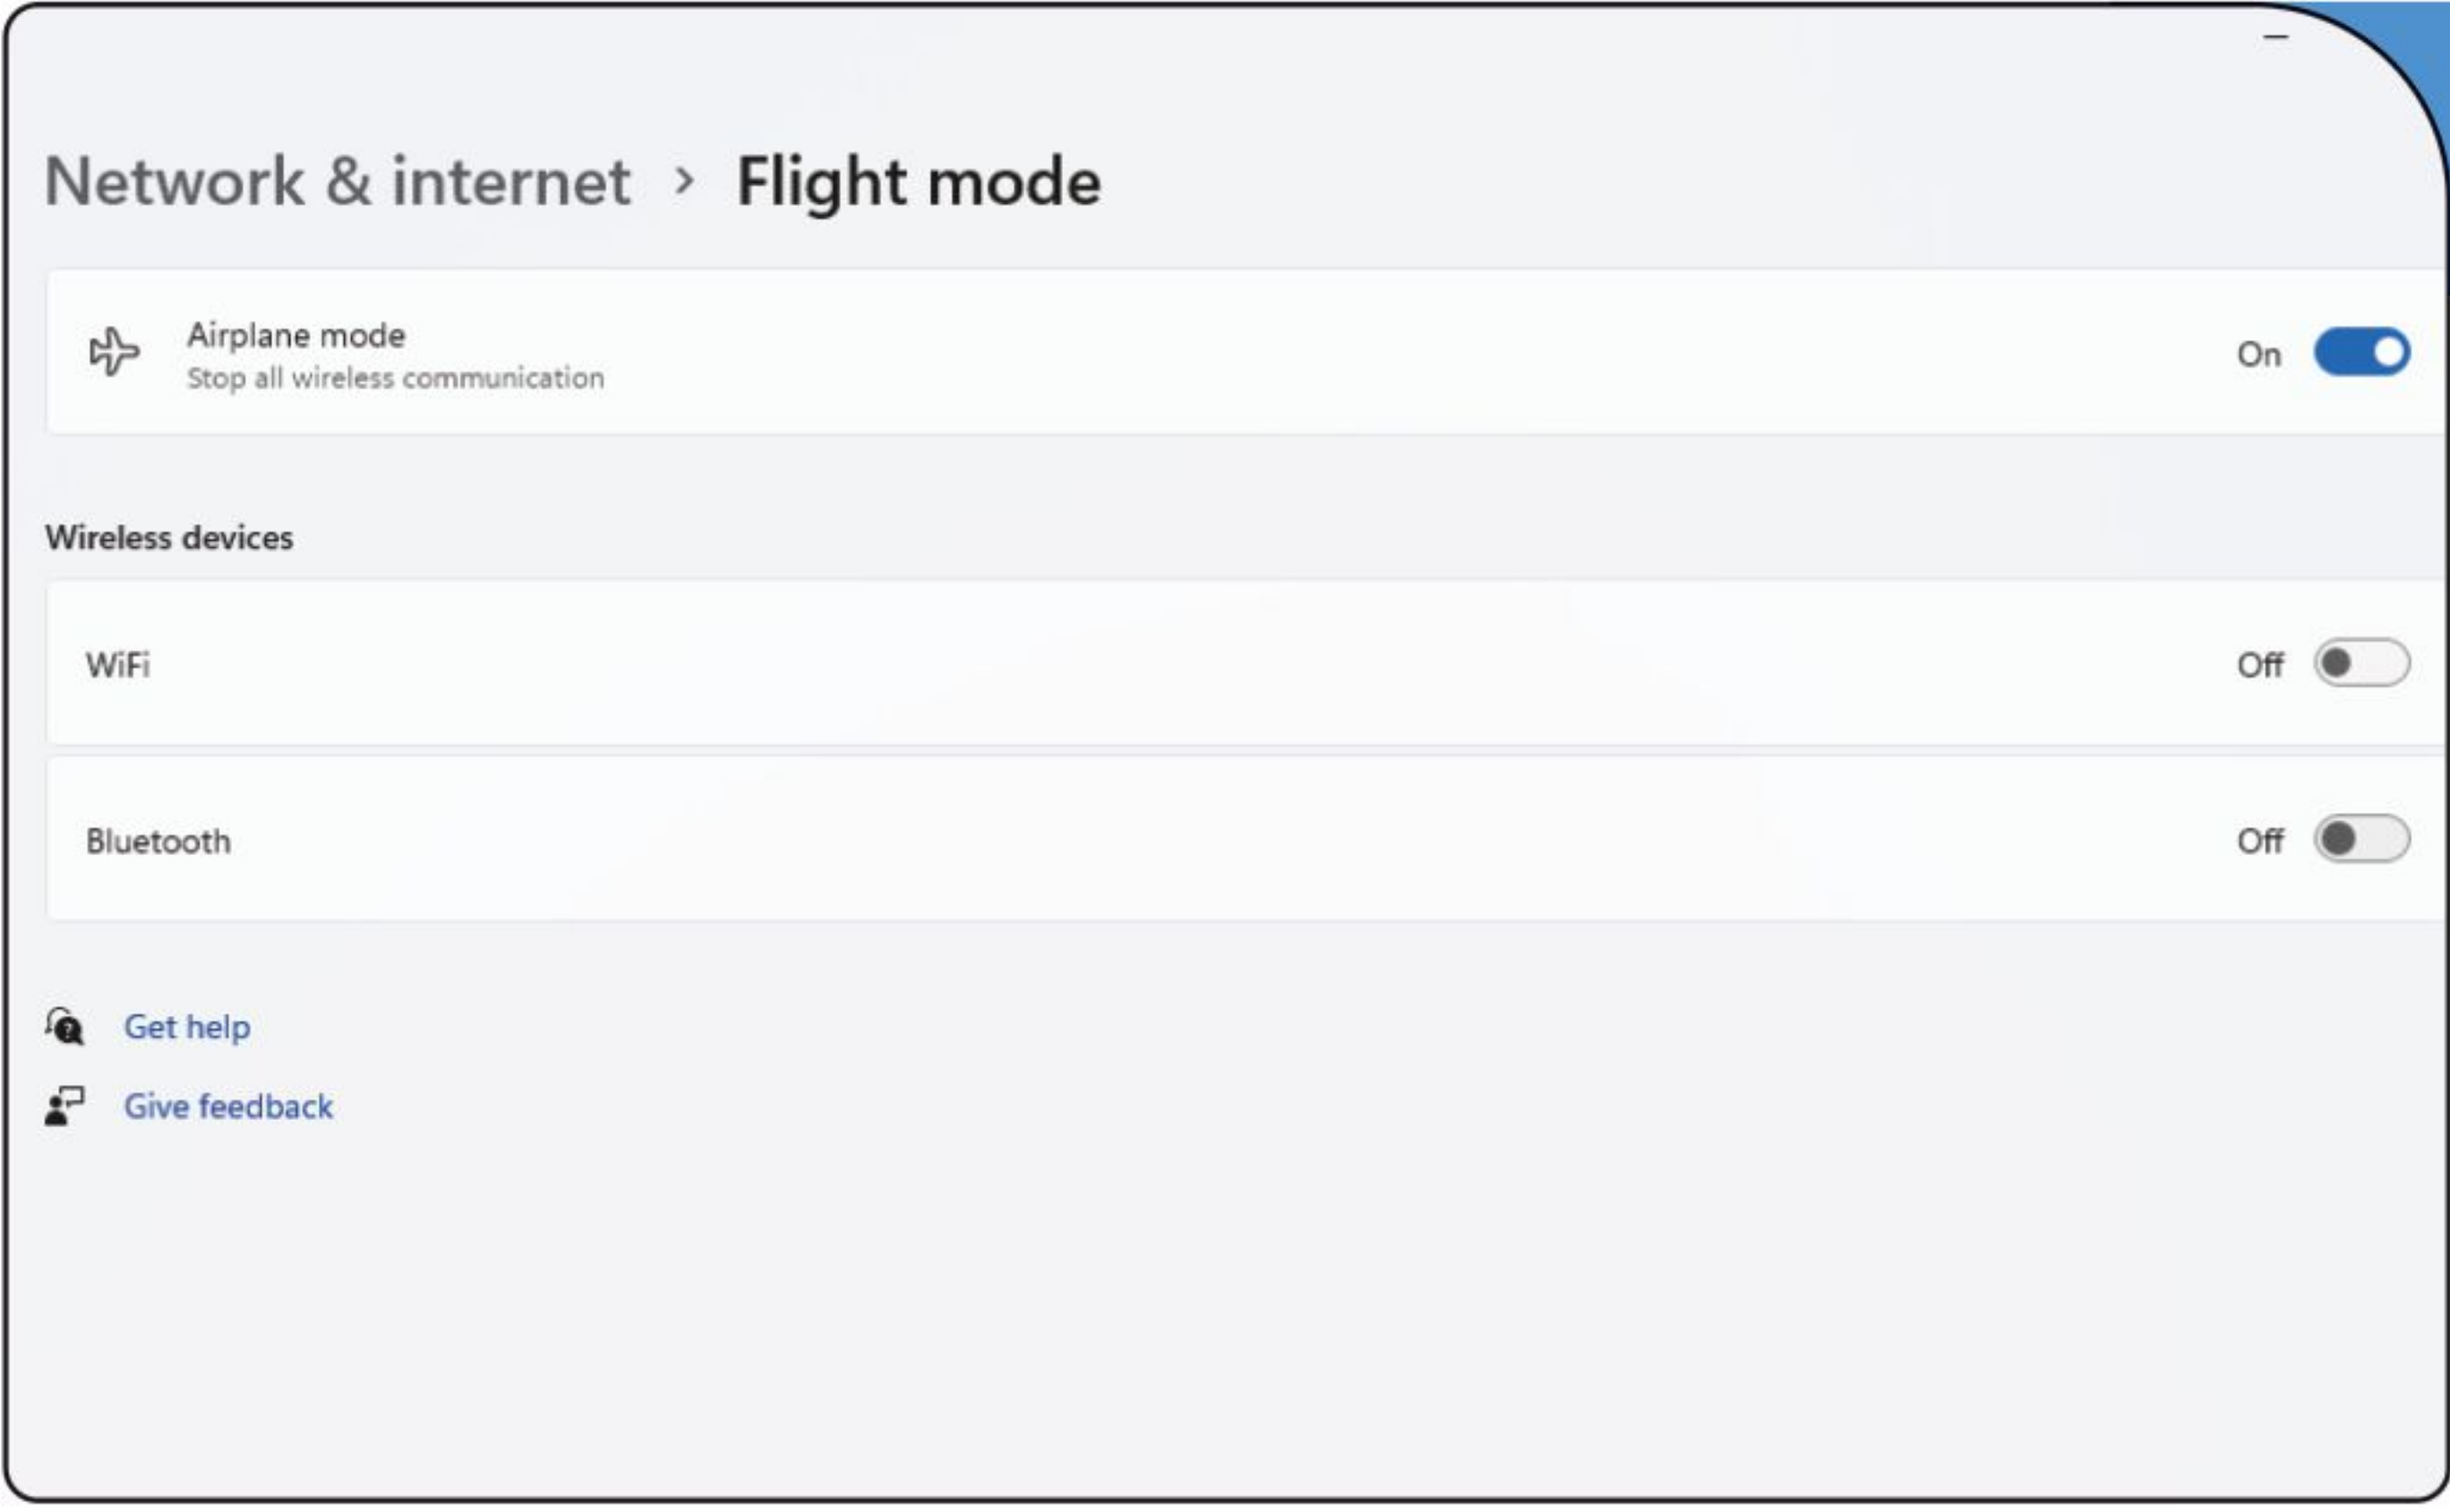 Network & internet > Flight mode
Airplane mode
Stop all wireless communication
On
Wireless devices
WiFi
Off
Bluetooth
Off
Get help
Give feedback